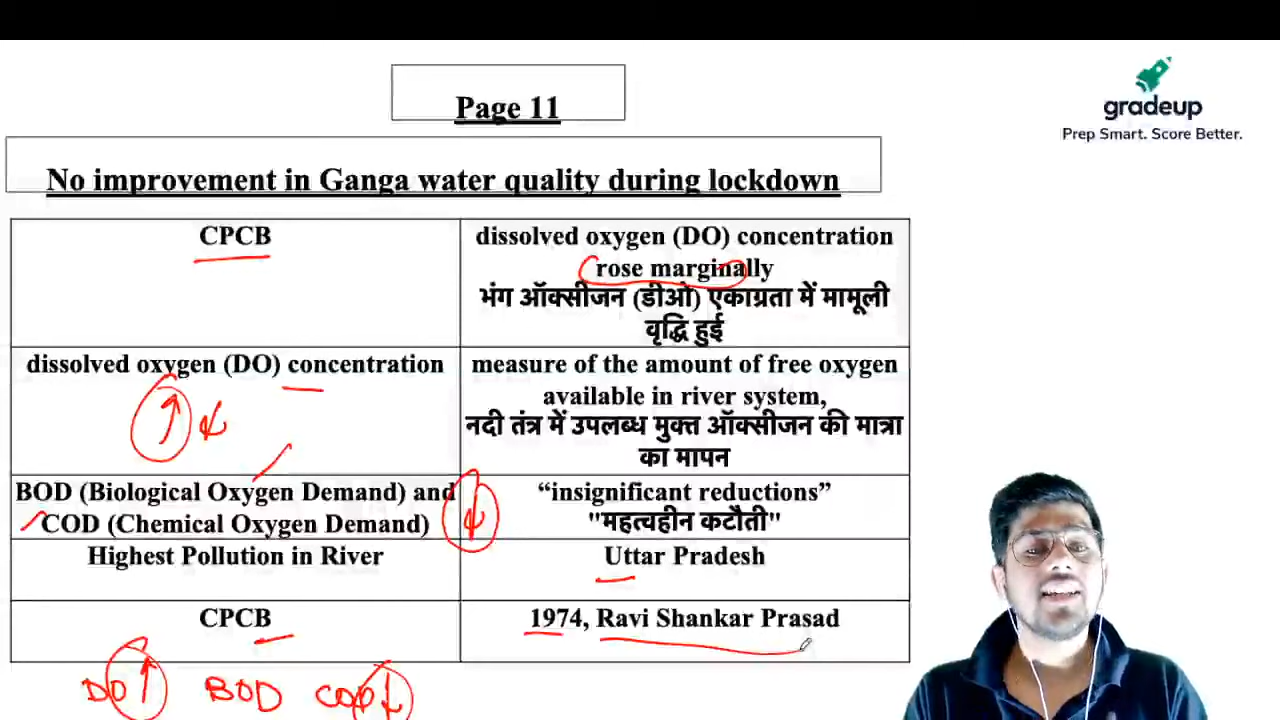 Page 11
gradeup
Prep Smart. Score Better.
No improvement in Ganga water quality during lockdown
CPCB
dissolved oxygen (DO) concentration
rose marginally
भंग ऑक्सीजन (डीओ) एकाग्रता में मामूली
वृद्धि हुई
dissolved oxygen (DO) concentration
measure of the amount of free oxygen
available in river system,
नदी तंत्र में उपलब्ध मुक्त ऑक्सीजन की मात्रा
का मापन
BOD (Biological Oxygen Demand) and
COD (Chemical Oxygen Demand)
“insignificant reductions”
"महत्वहीन कटौती"
Highest Pollution in River
Uttar Pradesh
CPCB
1974, Ravi Shankar Prasad
DO BOD COD